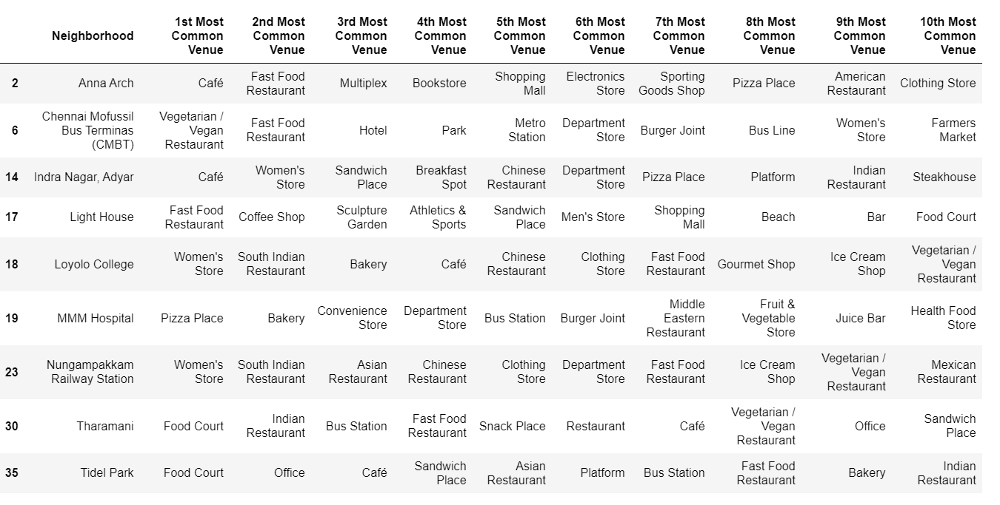 Neighborhood 1st Most Common Venue 2nd Most Common Venue 3rd Most Common Venue 4th Most Common Venue 5th Most Common Venue 6th Most Common Venue 7th Most Common Venue 8th Most Common Venue 9th Most Common Venue 10th Most Common Venue
2 Anna Arch Café Fast Food Restaurant Multiplex Bookstore Shopping Mall Electronics Store Sporting Goods Shop Pizza Place American Restaurant Clothing Store
6 Chennai Mofussil Bus Terminas (CMBT) Vegetarian / Vegan Restaurant Fast Food Restaurant Hotel Park Metro Station Department Store Burger Joint Bus Line Women's Store Farmers Market
14 Indra Nagar, Adyar Café Women's Store Sandwich Place Breakfast Spot Chinese Restaurant Department Store Pizza Place Platform Indian Restaurant Steakhouse
17 Light House Fast Food Restaurant Coffee Shop Sculpture Garden Athletics & Sports Sandwich Place Men's Store Shopping Mall Beach Bar Food Court
18 Loyolo College Women's Store South Indian Restaurant Bakery Café Chinese Restaurant Clothing Store Fast Food Restaurant Gourmet Shop Ice Cream Shop Vegetarian / Vegan Restaurant
19 MMM Hospital Pizza Place Bakery Convenience Store Department Store Bus Station Burger Joint Middle Eastern Restaurant Fruit & Vegetable Store Juice Bar Health Food Store
23 Nungampakkam Railway Station Women's Store South Indian Restaurant Asian Restaurant Chinese Restaurant Clothing Store Department Store Fast Food Restaurant Ice Cream Shop Vegetarian / Vegan Restaurant Mexican Restaurant
30 Tharamani Food Court Indian Restaurant Bus Station Fast Food Restaurant Snack Place Restaurant Café Vegetarian / Vegan Restaurant Office Sandwich Place
35 Tidel Park Food Court Office Café Sandwich Place Asian Restaurant Platform Bus Station Fast Food Restaurant Bakery Indian Restaurant